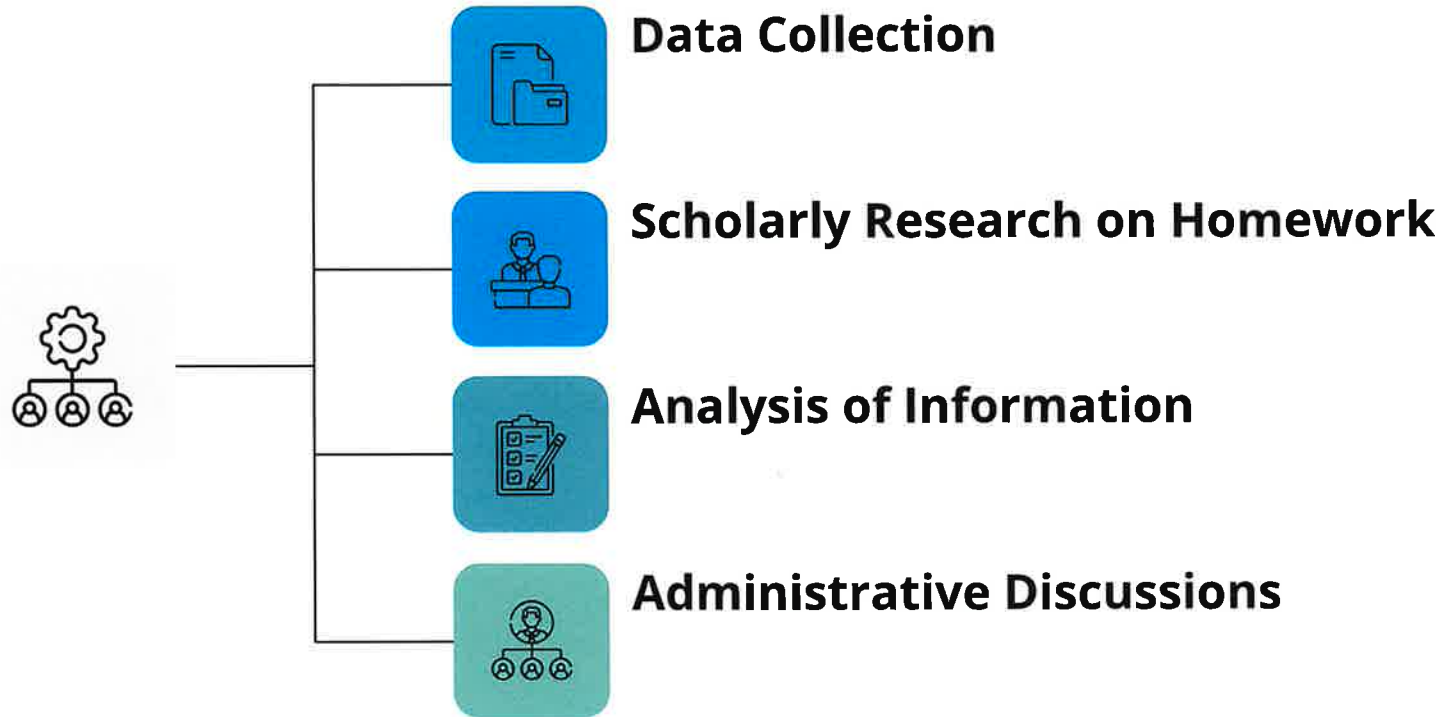 Data Collection
Scholarly Research on Homework
Analysis of Information
Administrative Discussions